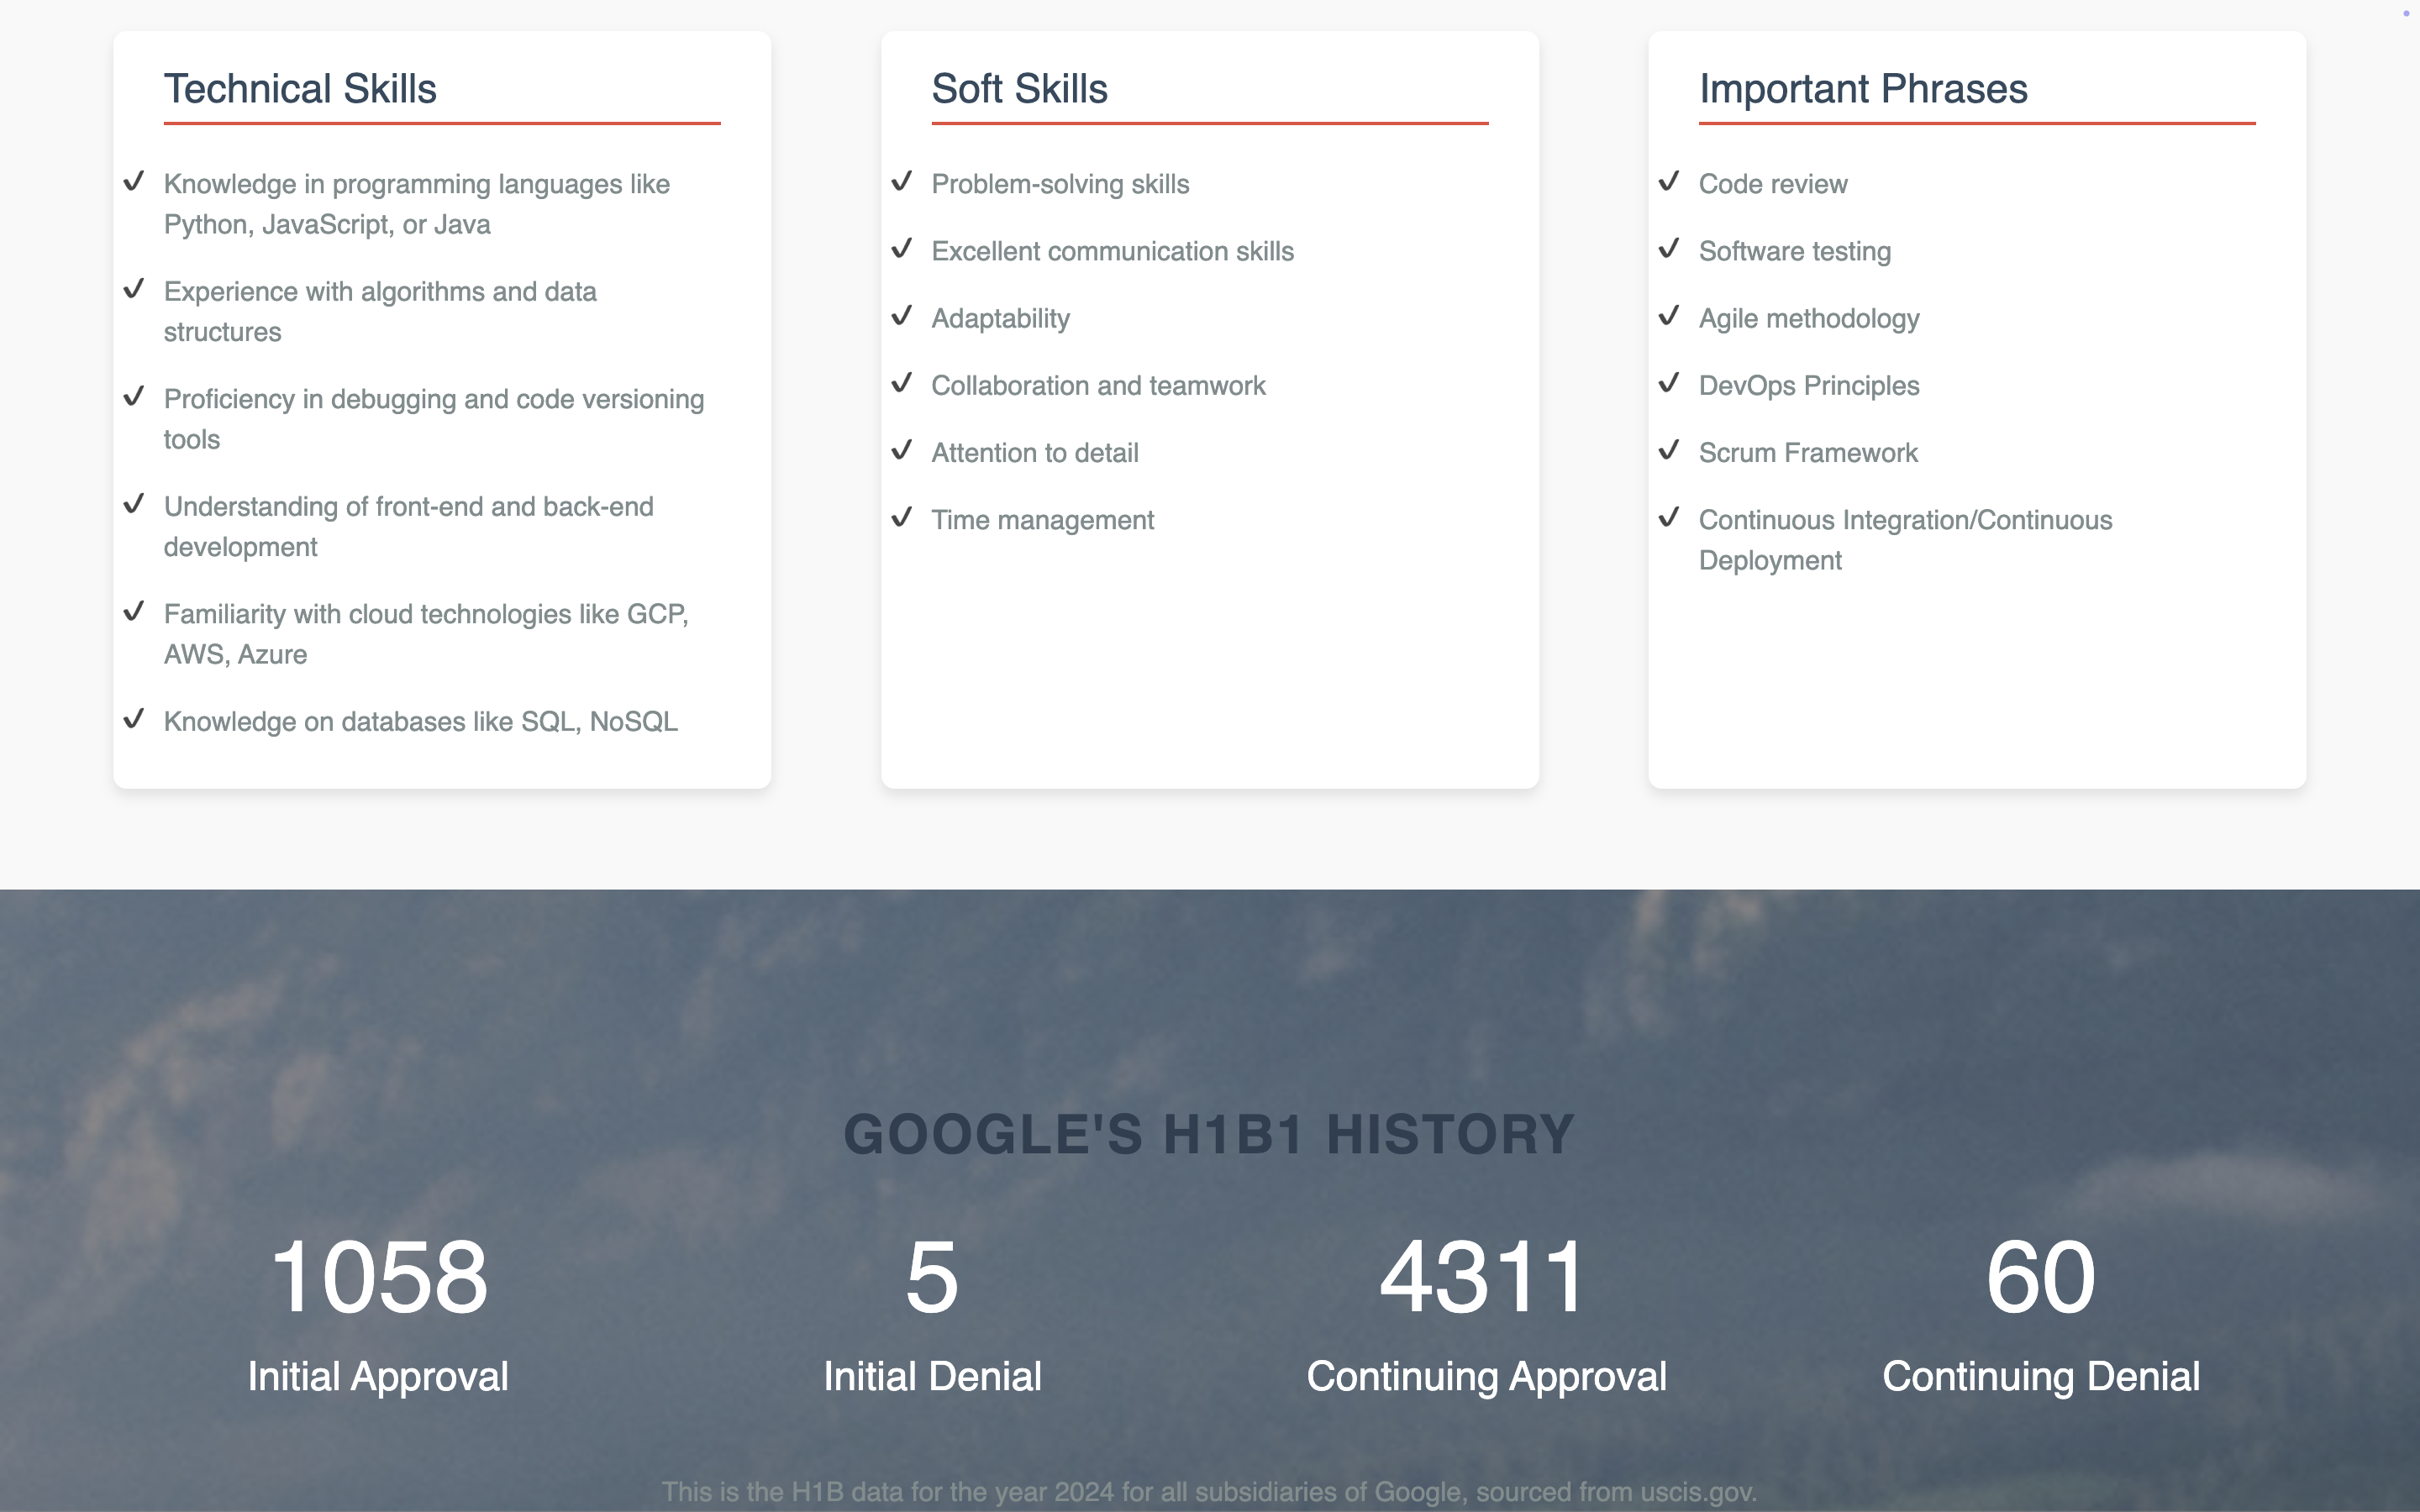 Technical Skills
Knowledge in programming languages like
Python, JavaScript, or Java
Experience with algorithms and data
structures
Proficiency in debugging and code versioning
tools
Understanding of front-end and back-end
development
Familiarity with cloud technologies like GCP,
AWS, Azure
Knowledge on databases like SQL, NoSQL
Soft Skills
Problem-solving skills
Excellent communication skills
Adaptability
Collaboration and teamwork
Attention to detail
Time management
Important Phrases
Code review
Software testing
Agile methodology
DevOps Principles
Scrum Framework
Continuous Integration/Continuous
Deployment
GOOGLE'S H1B1 HISTORY
1058
Initial Approval
5
Initial Denial
4311
Continuing Approval
60
Continuing Denial
This is the H1B data for the year 2024 for all subsidiaries of Google, sourced from uscis.gov.